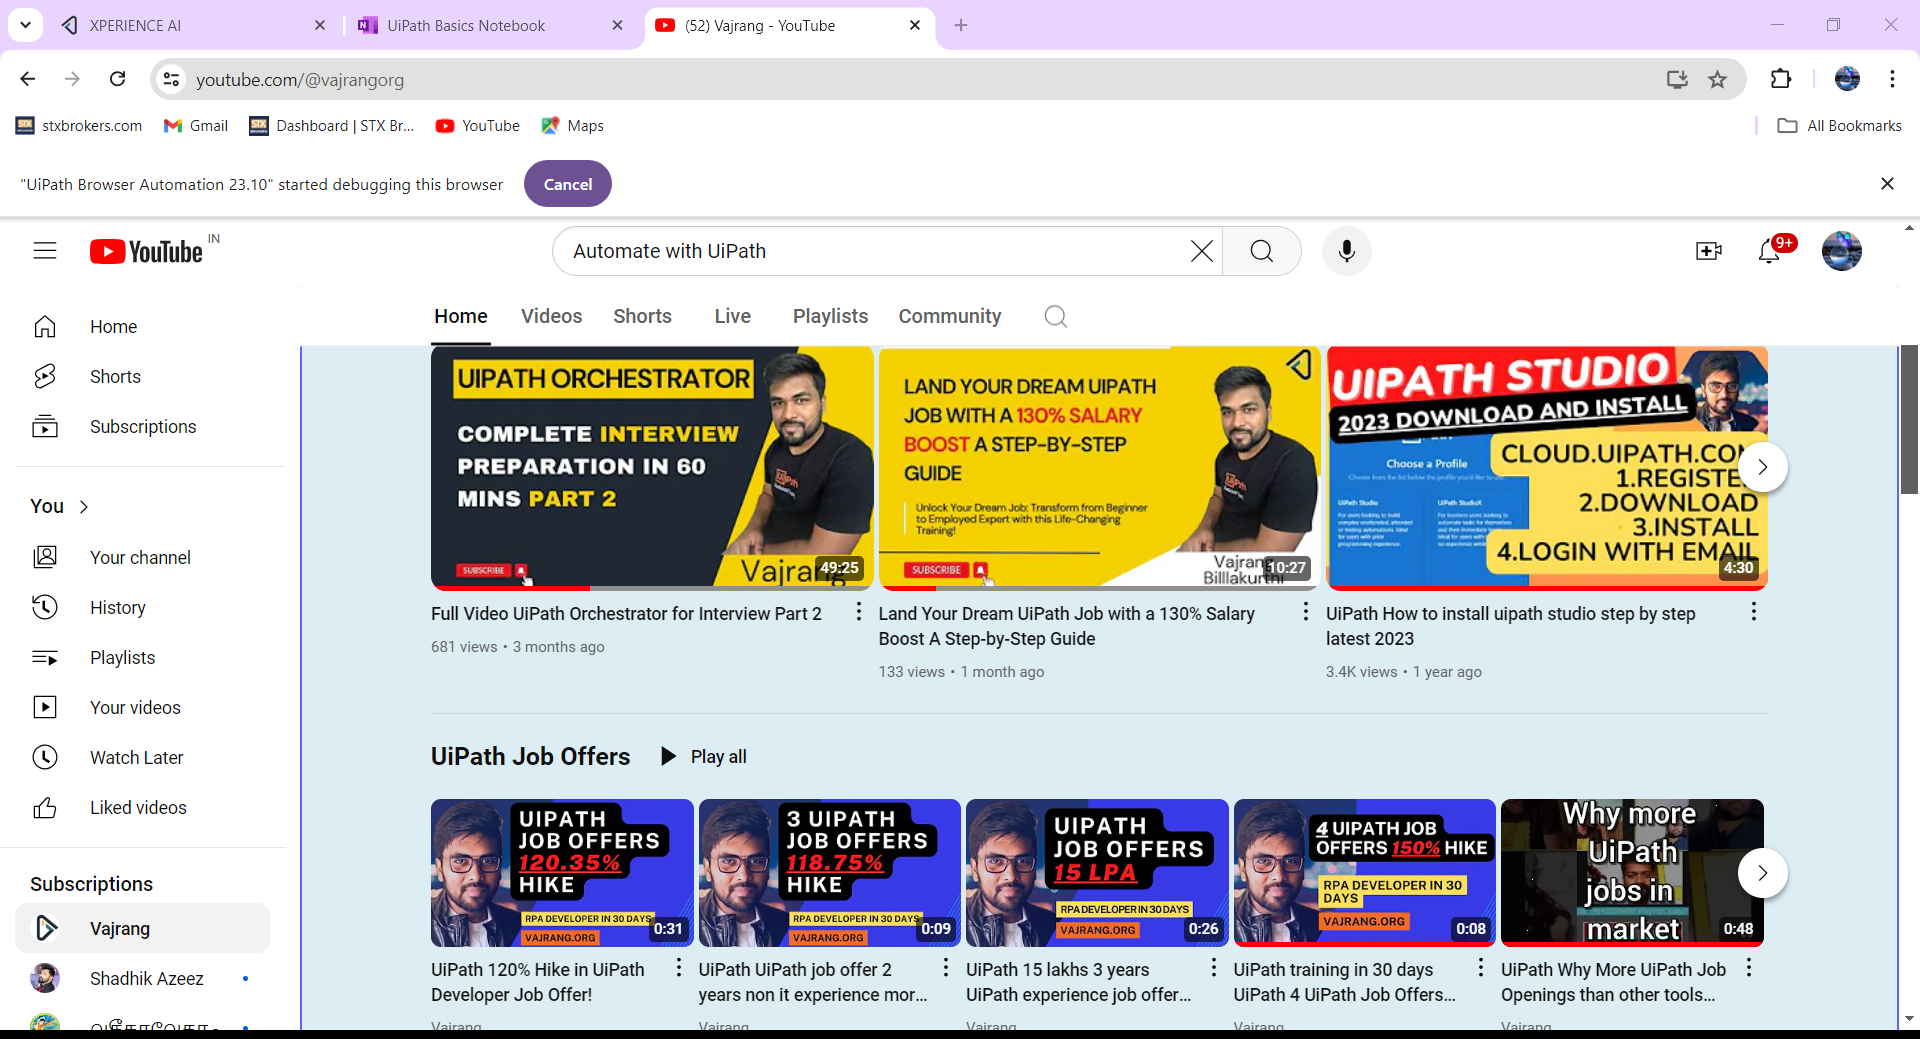 XPERIENCE AI
UiPath Basics Notebook
(52) Vajrang - YouTube
youtube.com/@vajrangorg
stxbrokers.com
Gmail
Dashboard | STX Br...
YouTube
Maps
All Bookmarks
"UiPath Browser Automation 23.10" started debugging this browser
Cancel
YouTube IN
Automate with UiPath
9+
Home
Shorts
Subscriptions
You
Your channel
History
Playlists
Your videos
Watch Later
Liked videos
Subscriptions
Vajrang
Shadhik Azeez
Home Videos Shorts Live Playlists Community
UIPATH ORCHESTRATOR
COMPLETE INTERVIEW
PREPARATION IN 60
MINS PART 2
SUBSCRIBE
Vajrang
49:25
Full Video UiPath Orchestrator for Interview Part 2
681 views • 3 months ago
LAND YOUR DREAM UIPATH
JOB WITH A 130% SALARY
BOOST A STEP-BY-STEP
GUIDE
Unlock Your Dream Job: Transform from Beginner
to Employed Expert with this Life-Changing
Training!
SUBSCRIBE
Vajrang
Billlakurthi
10:27
Land Your Dream UiPath Job with a 130% Salary
Boost A Step-by-Step Guide
133 views • 1 month ago
UIPATH STUDIO
2023 DOWNLOAD AND INSTALL
Choose a Profile
UiPath Studio
UiPath StudioX
CLOUD.UIPATH.COM
1.REGISTER
2.DOWNLOAD
3.INSTALL
4.LOGIN WITH EMAIL
4:30
UiPath How to install uipath studio step by step
latest 2023
3.4K views • 1 year ago
UiPath Job Offers
Play all
UIPATH
JOB OFFERS
120.35%
HIKE
RPA DEVELOPER IN 30 DAYS
VAJRANG.ORG
0:31
UiPath 120% Hike in UiPath
Developer Job Offer!
Vajrang
3 UIPATH
JOB OFFERS
118.75%
HIKE
RPA DEVELOPER IN 30 DAYS
VAJRANG.ORG
0:09
UiPath UiPath job offer 2
years non it experience mor...
Vajrang
UIPATH
JOB OFFERS
15 LPA
RPA DEVELOPER IN 30 DAYS
VAJRANG.ORG
0:26
UiPath 15 lakhs 3 years
UiPath experience job offer...
Vajrang
4 UIPATH JOB
OFFERS 150% HIKE
RPA DEVELOPER IN 30
DAYS
VAJRANG.ORG
0:08
UiPath training in 30 days
UiPath 4 UiPath Job Offers...
Vajrang
Why more
UiPath
jobs in
market
0:48
UiPath Why More UiPath Job
Openings than other tools...
Vajrang